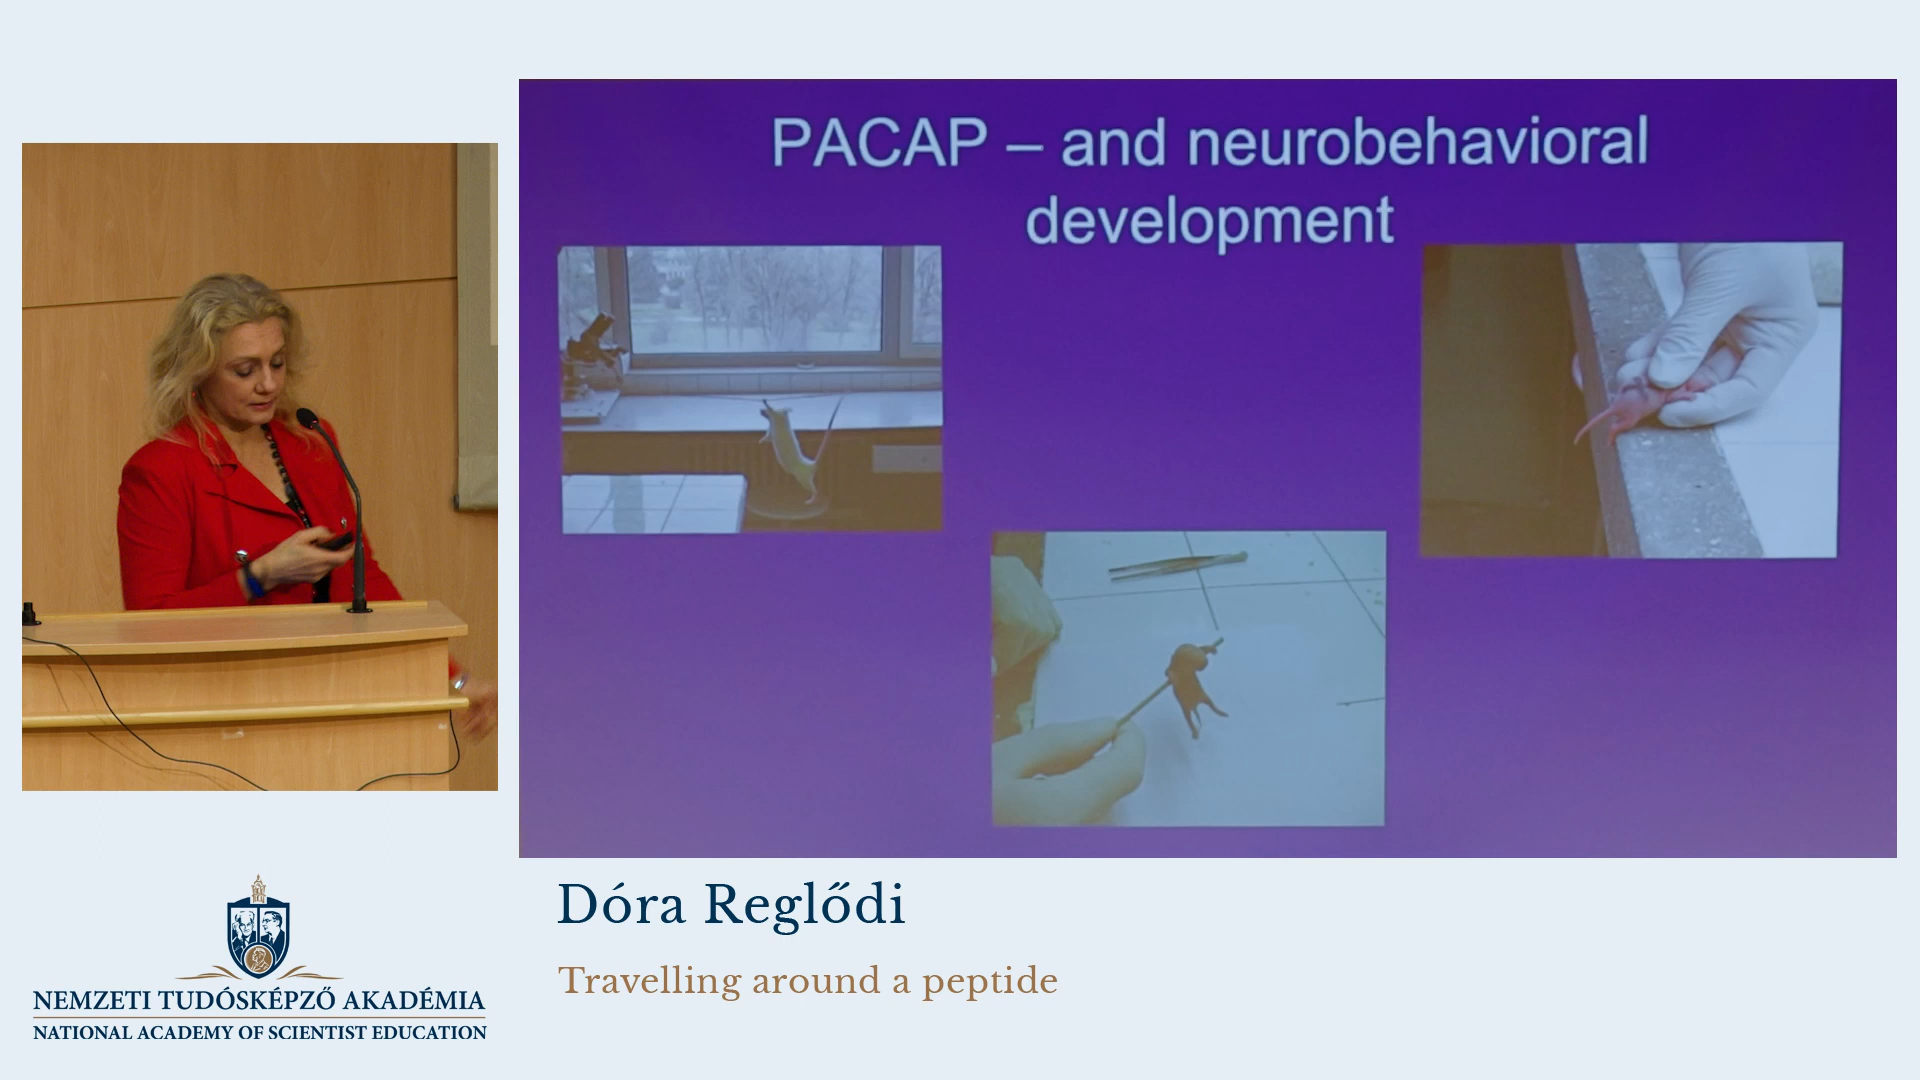 PACAP – and neurobehavioral
development
Dóra Reglődi
Travelling around a peptide
NEMZETI TUDÓSKÉPZŐ AKADÉMIA
NATIONAL ACADEMY OF SCIENTIST EDUCATION